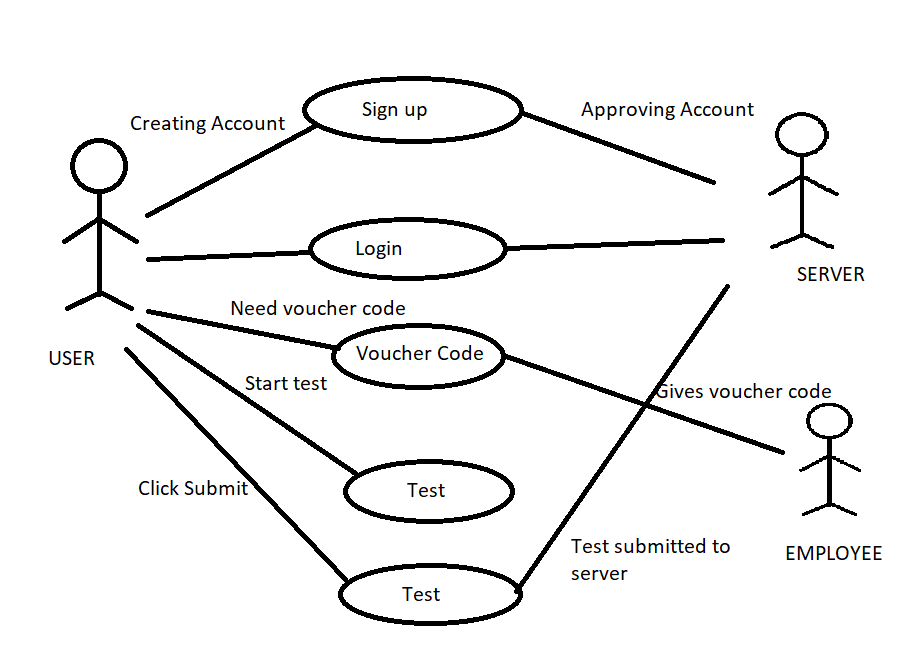 Sign up
Creating Account
Approving Account
Login
SERVER
Need voucher code
USER
Voucher Code
Start test
Gives voucher code
Click Submit
Test
Test submitted to
server
EMPLOYEE
Test